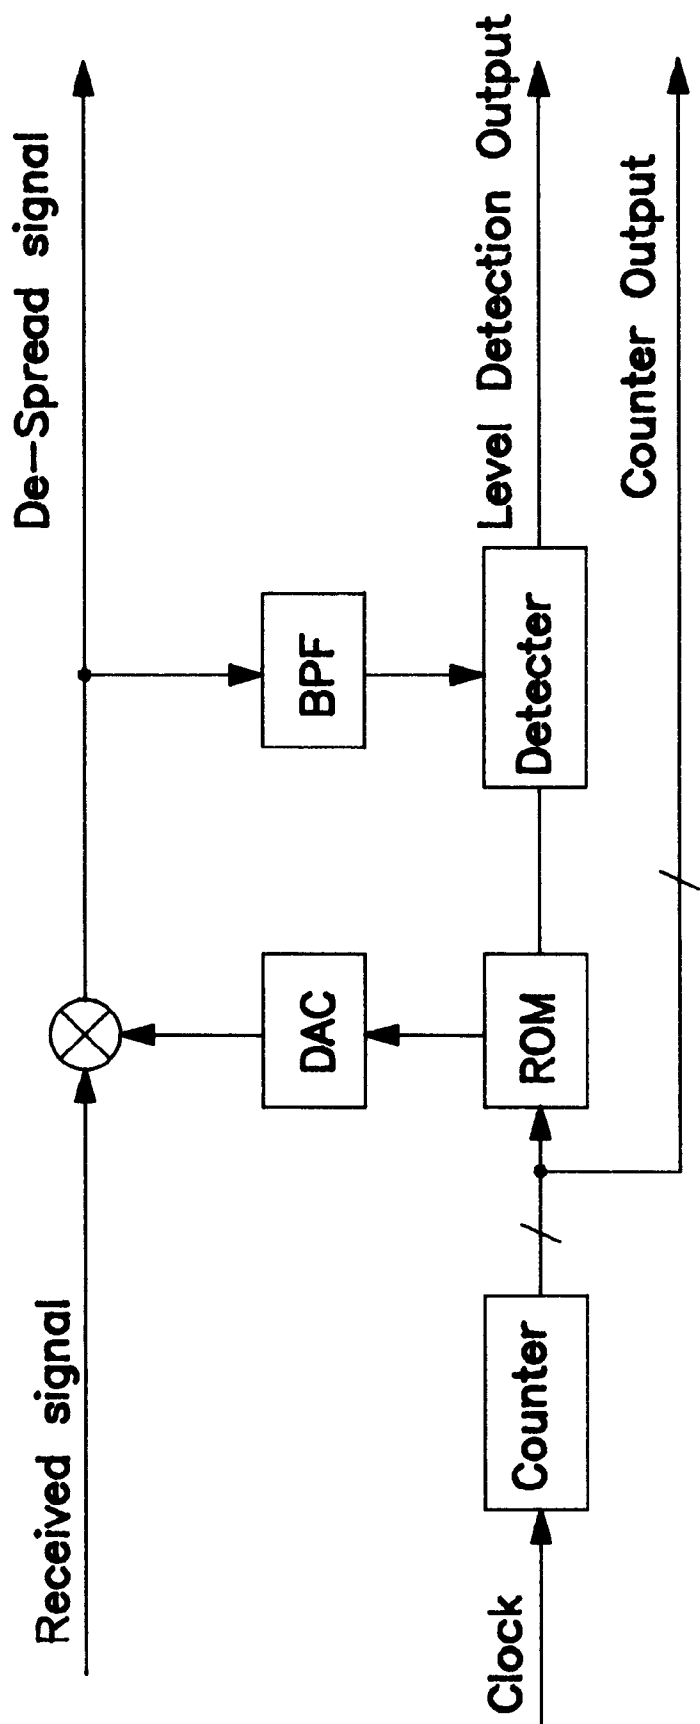 Received signal
De-Spread signal
DAC
BPF
Clock
Counter
ROM
Detecter
Level Detection Output
Counter Output